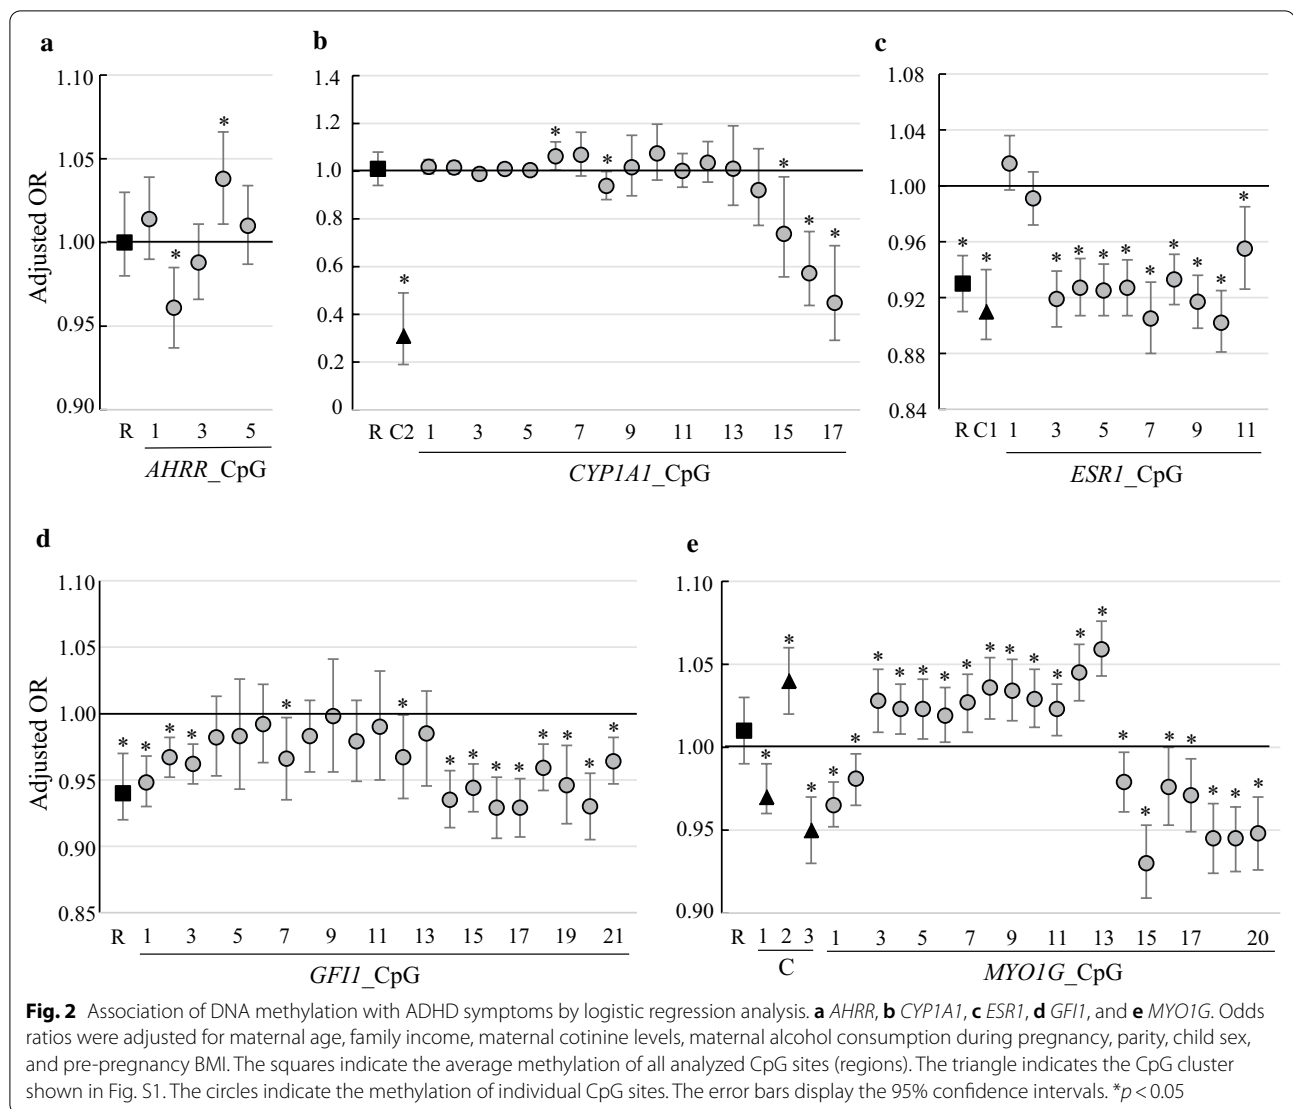 a
1.10
1.05
1.00
0.95
0.90
Adjusted OR
* *
R 1 3 5
AHRR_CpG
b
1.4
1.2
1.0
0.8
0.6
0.4
0.2
0
* * * * * *
R C2 1 3 5 7 9 11 13 15 17
CYP1A1_CpG
c
1.08
1.04
1.00
0.96
0.92
0.88
0.84
* * * * * * * * * * *
R C1 1 3 5 7 9 11
ESR1_CpG
d
1.10
1.05
1.00
0.95
0.90
0.85
Adjusted OR
* * * * * * * * * * * * * *
R 1 3 5 7 9 11 13 15 17 19 21
GFI1_CpG
e
1.10
1.05
1.00
0.95
0.90
* * * * * * * * * * * * * * * * * * * * * * *
R 1 2 3 1 3 5 7 9 11 13 15 17 20
C
MYO1G_CpG
Fig. 2 Association of DNA methylation with ADHD symptoms by logistic regression analysis. a AHRR, b CYP1A1, c ESR1, d GFI1, and e MYO1G. Odds
ratios were adjusted for maternal age, family income, maternal cotinine levels, maternal alcohol consumption during pregnancy, parity, child sex,
and pre-pregnancy BMI. The squares indicate the average methylation of all analyzed CpG sites (regions). The triangle indicates the CpG cluster
shown in Fig. S1. The circles indicate the methylation of individual CpG sites. The error bars display the 95% confidence intervals. *p < 0.05